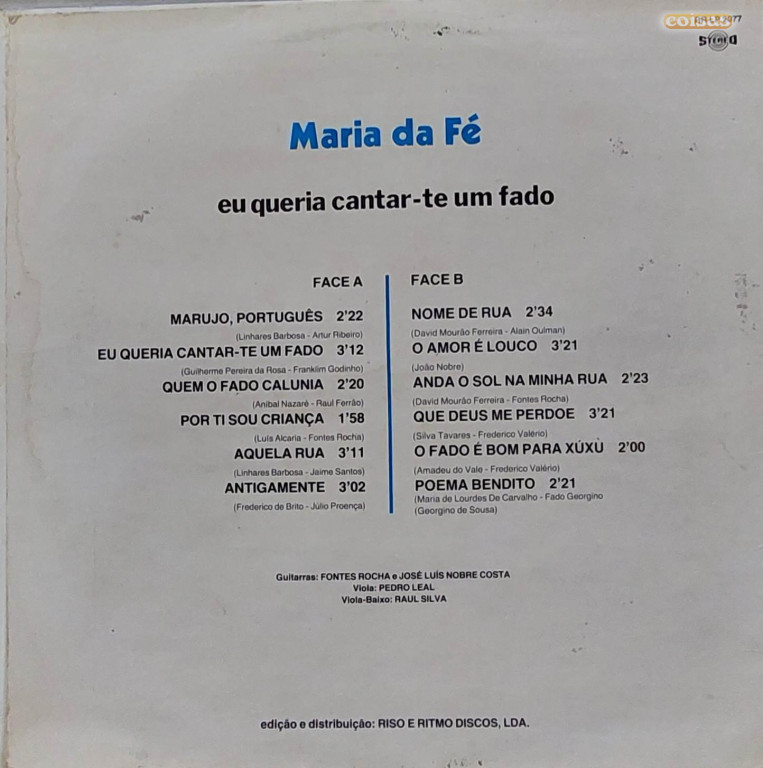 coisas
STEREO
Maria da Fé
eu queria cantar-te um fado
FACE A
MARUJO, PORTUGUÊS 2'22
(Linhares Barbosa - Artur Ribeiro)
EU QUERIA CANTAR-TE UM FADO 3'12
(Guilherme Pereira da Rosa - Franklim Godinho)
QUEM O FADO CALUNIA 2'20
(Aníbal Nazaré - Raul Ferrão)
POR TI SOU CRIANÇA 1'58
(Luís Alcaria - Fontes Rocha)
AQUELA RUA 3'11
(Linhares Barbosa - Jaime Santos)
ANTIGAMENTE 3'02
(Frederico de Brito - Júlio Proença)
FACE B
NOME DE RUA 2'34
(David Mourão Ferreira - Alain Oulman)
O AMOR É LOUCO 3'21
(João Nobre)
ANDA O SOL NA MINHA RUA 2'23
(David Mourão Ferreira - Fontes Rocha)
QUE DEUS ME PERDOE 3'21
(Silva Tavares - Frederico Valério)
O FADO É BOM PARA XÚXÚ 2'00
(Amadeu do Vale - Frederico Valério)
POEMA BENDITO 2'21
(Maria de Lourdes De Carvalho - Fado Georgino
(Georgino de Sousa)
Guitarras: FONTES ROCHA e JOSÉ LUÍS NOBRE COSTA
Viola: PEDRO LEAL
Viola-Baixo: RAUL SILVA
edição e distribuição: RISO E RITMO DISCOS, LDA.